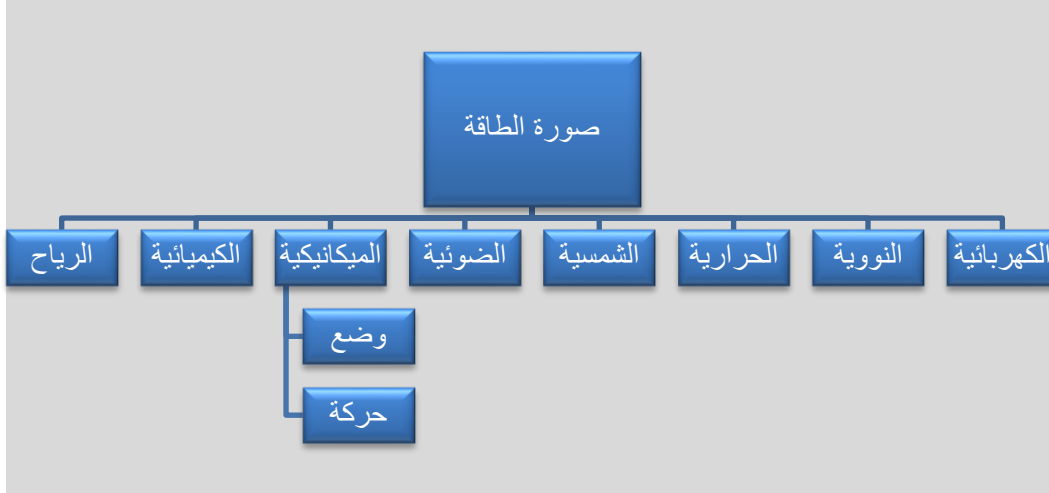 صورة الطاقة
الكهربائية
النووية
الحرارية
الشمسية
الضوئية
الميكانيكية
الكيميائية
الرياح
وضع
حركة